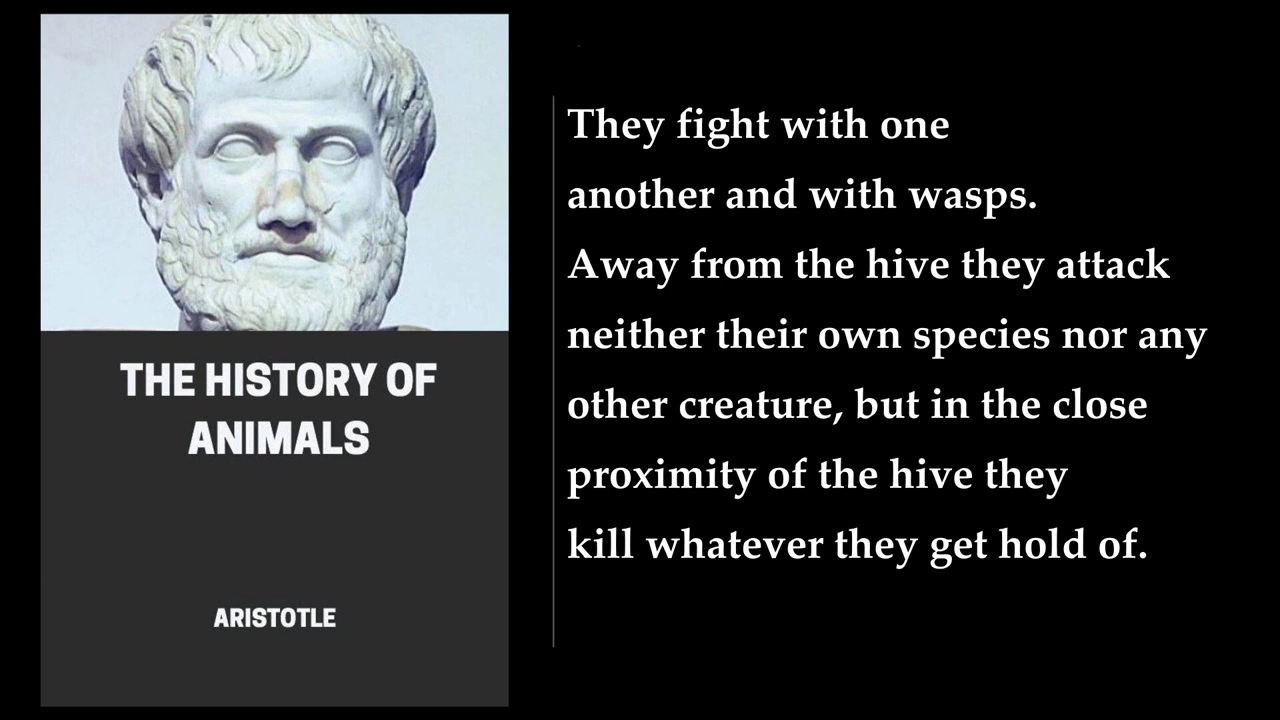 THE HISTORY OF
ANIMALS
ARISTOTLE
They fight with one
another and with wasps.
Away from the hive they attack
neither their own species nor any
other creature, but in the close
proximity of the hive they
kill whatever they get hold of.